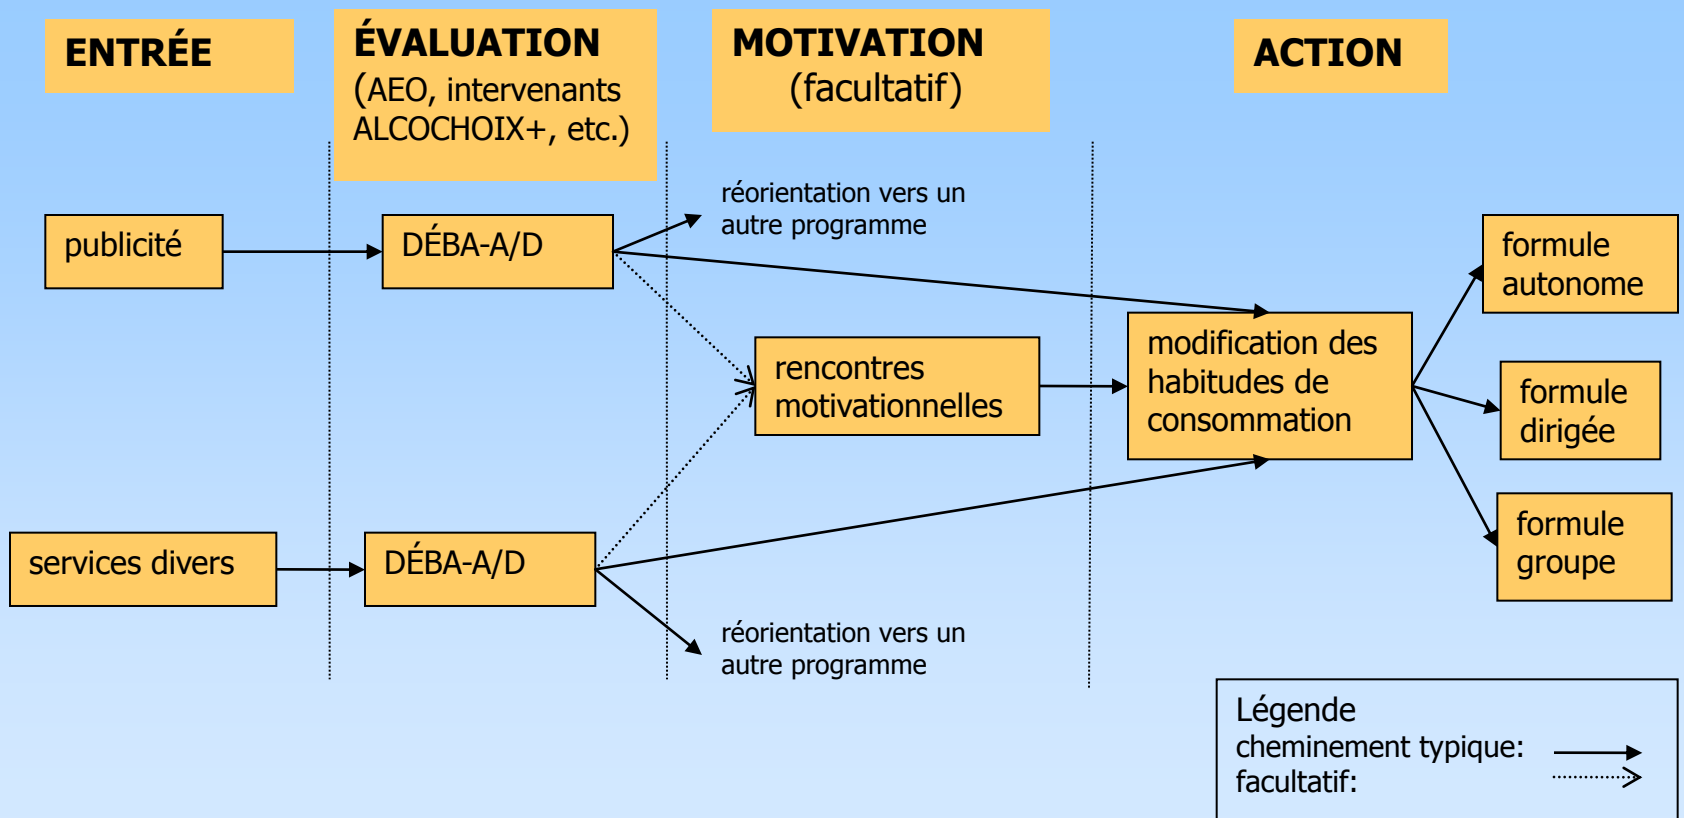 ENTRÉE
ÉVALUATION
(AEO, intervenants
ALCOCHOIX+, etc.)
MOTIVATION
(facultatif)
ACTION
publicité
DÉBA-A/D
réorientation vers un
autre programme
rencontres
motivationnelles
modification des
habitudes de
consommation
formule
autonome
formule
dirigée
formule
groupe
services divers
DÉBA-A/D
réorientation vers un
autre programme
Légende
cheminement typique:
facultatif: